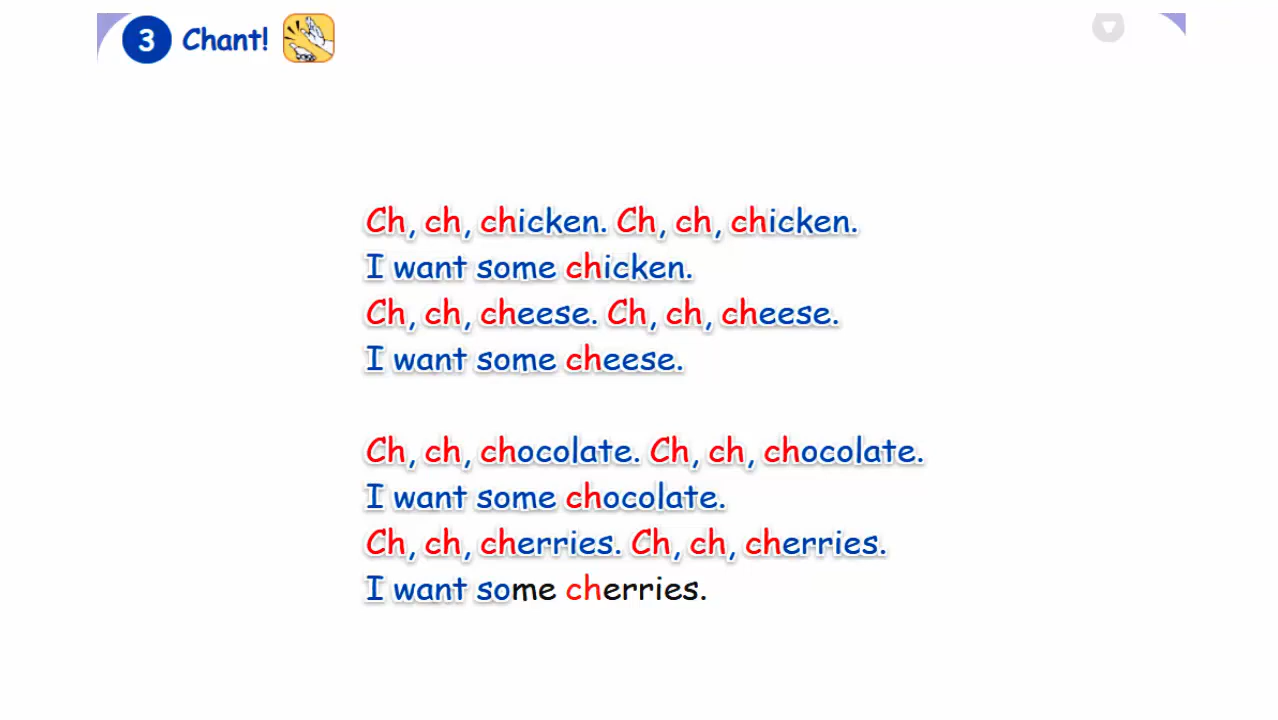 3 Chant!
Ch, ch, chicken. Ch, ch, chicken.
I want some chicken.
Ch, ch, cheese. Ch, ch, cheese.
I want some cheese.
Ch, ch, chocolate. Ch, ch, chocolate.
I want some chocolate.
Ch, ch, cherries. Ch, ch, cherries.
I want some cherries.